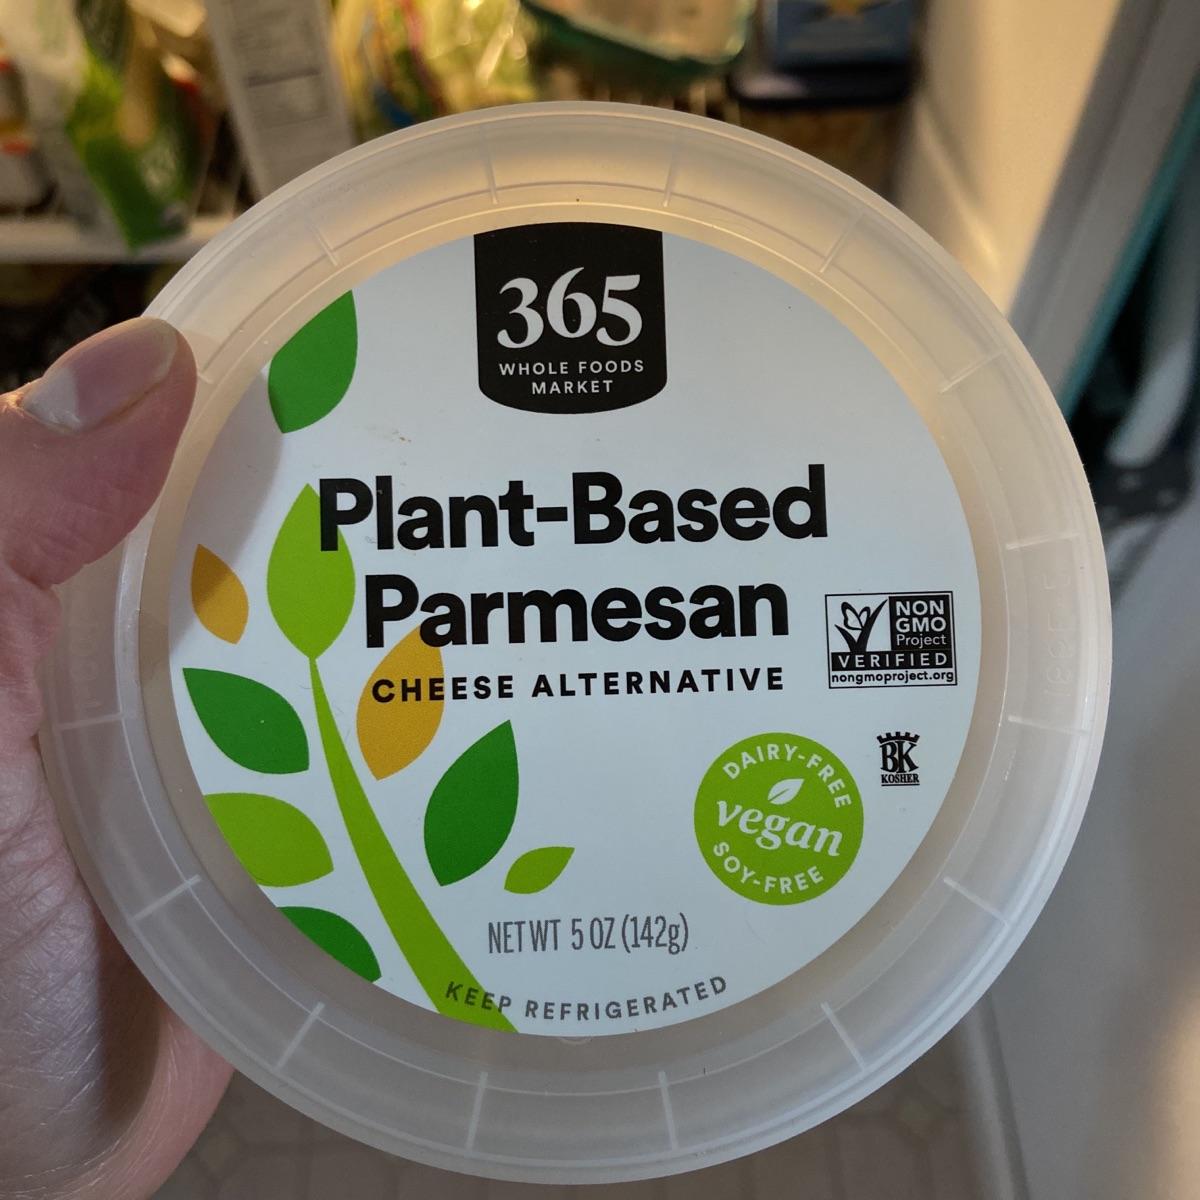 365
WHOLE FOODS
MARKET
Plant-Based
Parmesan
CHEESE ALTERNATIVE
NON
GMO
Project
VERIFIED
nongmoproject.org
BK
KOSHER
DAIRY-FREE
vegan
SOY-FREE
NET WT 5 OZ (142g)
KEEP REFRIGERATED